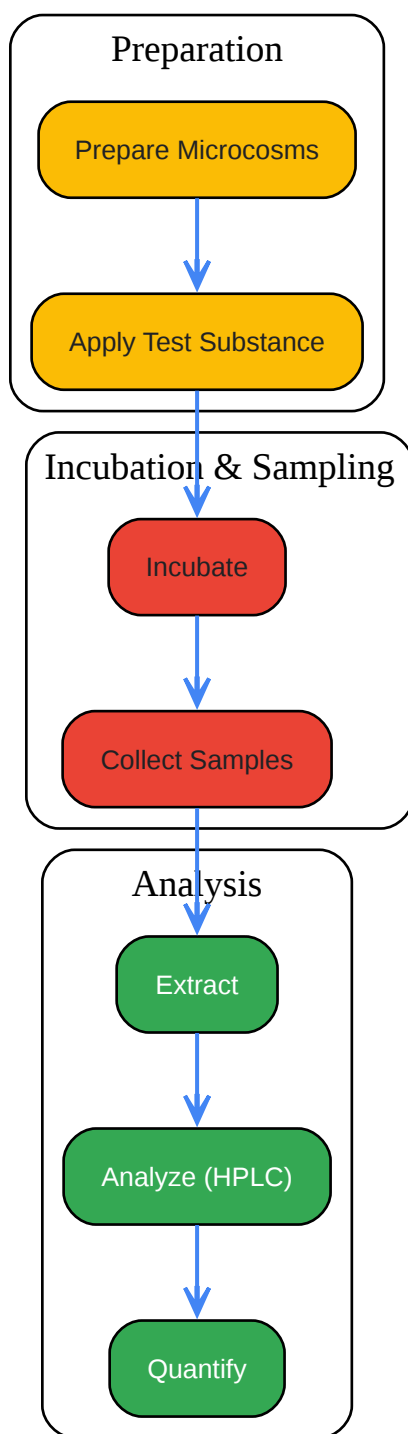 Preparation
Prepare Microcosms
Apply Test Substance
Incubation & Sampling
Incubate
Collect Samples
Analysis
Extract
Analyze (HPLC)
Quantify